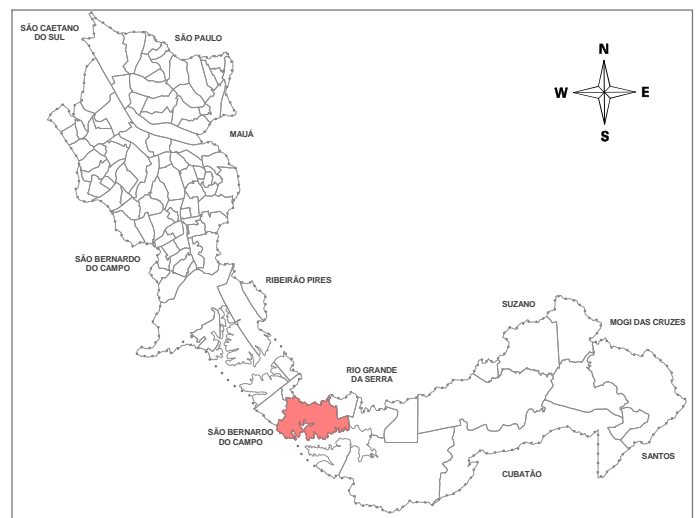 SÃO CAETANO
DO SUL
SÃO PAULO
N
W
E
S
MAUÁ
SÃO BERNARDO
DO CAMPO
RIBEIRÃO PIRES
SUZANO
MOGI DAS CRUZES
RIO GRANDE
DA SERRA
SÃO BERNARDO
DO CAMPO
SANTOS
CUBATÃO